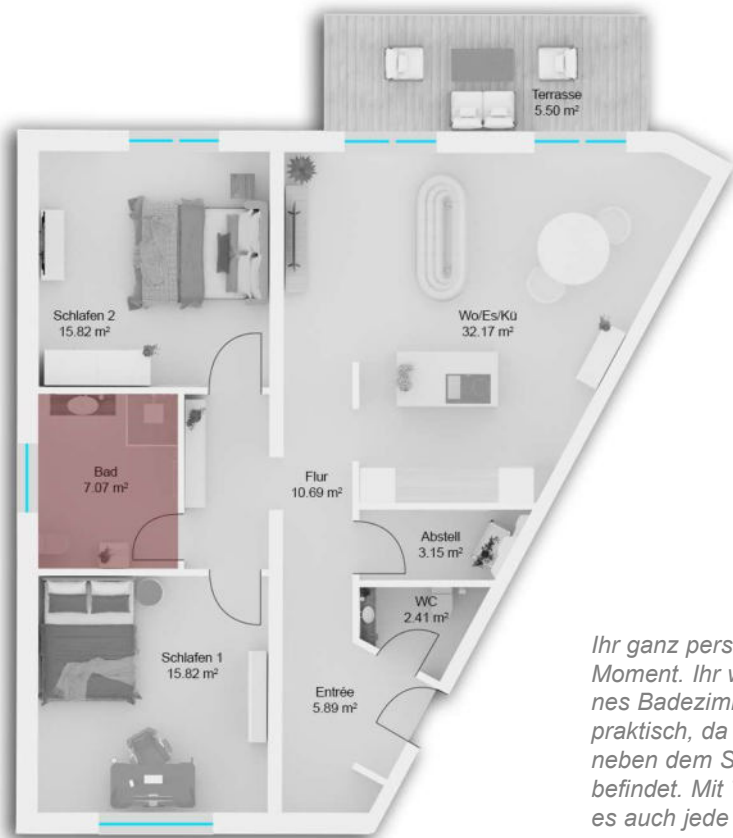 Terrasse
5.50 m²
Schlafen 2
15.82 m²
Wo/Es/Kü
32.17 m²
Bad
7.07 m²
Flur
10.69 m²
Abstell
3.15 m²
WC
2.41 m²
Schlafen 1
15.82 m²
Entrée
5.89 m²
Ihr ganz pers
Moment. Ihr
nes Badezim
praktisch, da
neben dem S
befindet. Mit
es auch jede